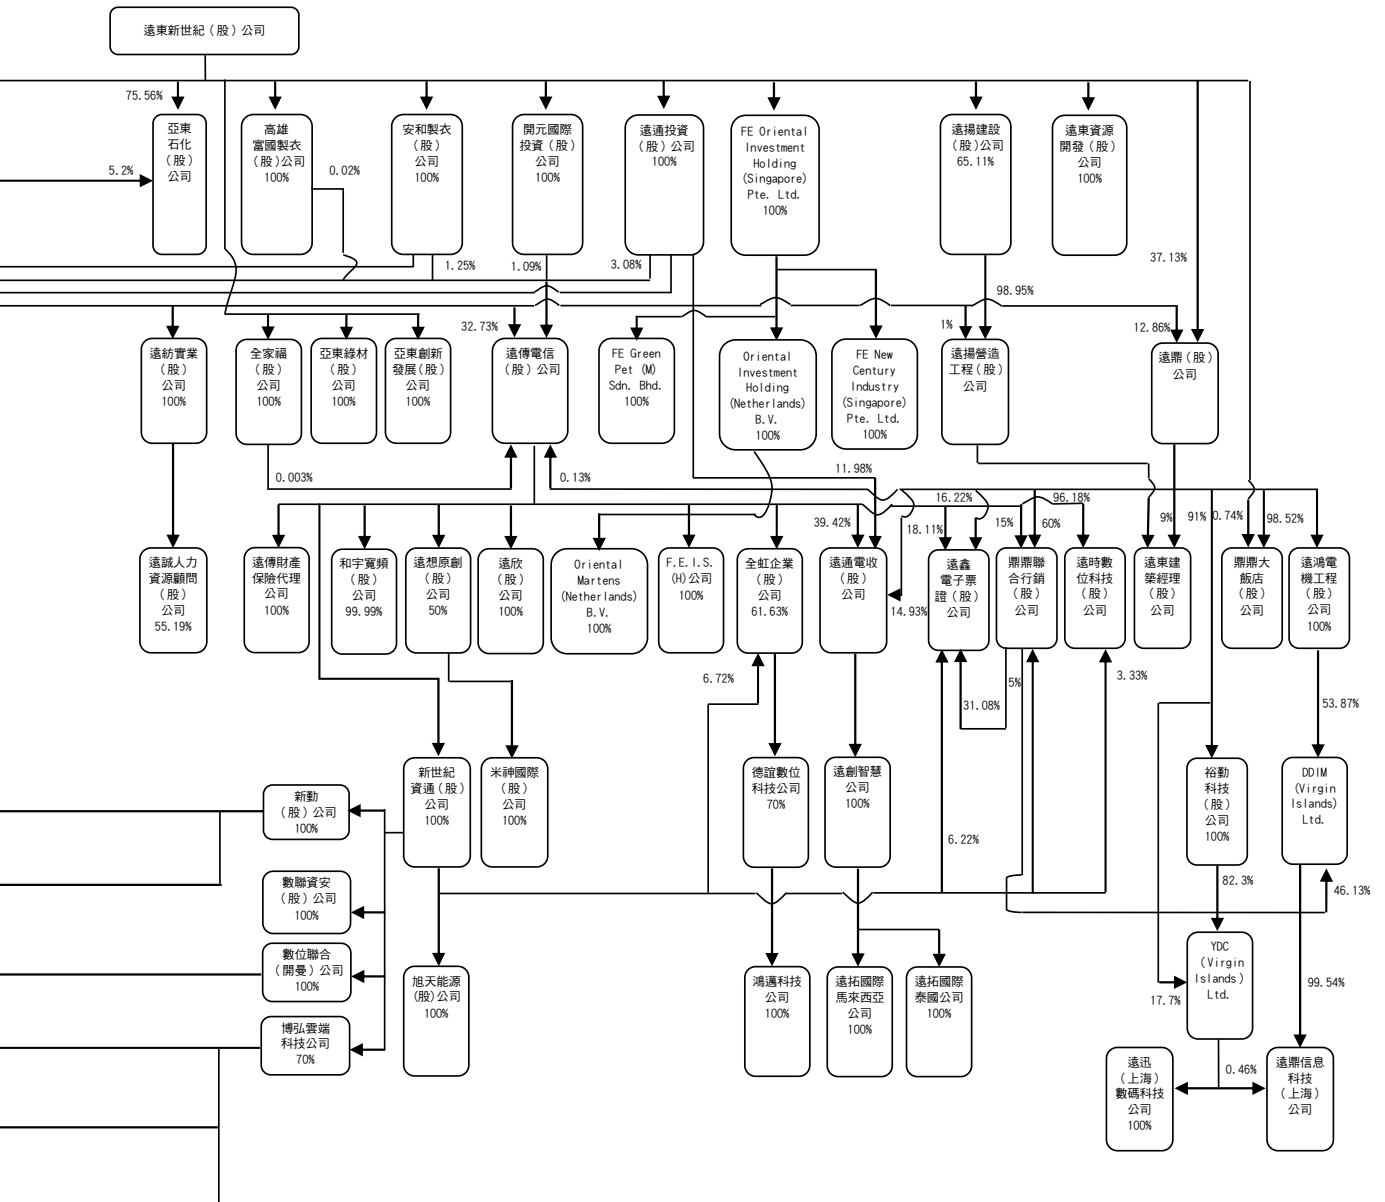 遠東新世紀（股）公司
75.56%
亞東
石化
（股）
公司
高雄
富國製衣
（股）公司
100%
安和製衣
（股）
公司
100%
開元國際
投資（股）
公司
100%
遠通投資
（股）公司
100%
FE Oriental
Investment
Holding
(Singapore)
Pte. Ltd.
100%
遠揚建設
（股）公司
65.11%
遠東資源
開發（股）
公司
100%
5.2%
0.02%
1.25%
1.09%
3.08%
37.13%
98.95%
32.73%
1%
12.86%
遠紡實業
（股）
公司
100%
全家福
（股）
公司
100%
亞東綠材
（股）
公司
100%
亞東創新
發展（股）
公司
100%
遠傳電信
（股）公司
FE Green
Pet (M)
Sdn. Bhd.
100%
Oriental
Investment
Holding
(Netherlands)
B.V.
100%
FE New
Century
Industry
(Singapore)
Pte. Ltd.
100%
遠揚營造
工程（股）
公司
遠鼎（股）
公司
0.003%
0.13%
11.98%
16.22%
96.18%
39.42%
18.11%
15%
60%
9%
91%
0.74%
98.52%
遠誠人力
資源顧問
（股）
公司
55.19%
遠傳財產
保險代理
公司
100%
和宇寬頻
（股）
公司
99.99%
遠想原創
（股）
公司
50%
遠欣
（股）
公司
100%
Oriental
Martens
(Netherlands)
B.V.
100%
F.E.I.S.
(H)公司
100%
全虹企業
（股）
公司
61.63%
遠通電收
（股）
公司
14.93%
遠鑫
電子票
證（股）
公司
鼎鼎聯
合行銷
（股）
公司
遠時數
位科技
（股）
公司
遠東建
築經理
（股）
公司
鼎鼎大
飯店
（股）
公司
遠鴻電
機工程
（股）
公司
100%
6.72%
5%
3.33%
31.08%
53.87%
新世紀
資通（股）
公司
100%
米神國際
（股）
公司
100%
德誼數位
科技公司
70%
遠創智慧
公司
100%
裕勤
科技
（股）
公司
100%
DDIM
(Virgin
Islands)
Ltd.
新勤
（股）公司
100%
6.22%
82.3%
46.13%
數聯資安
（股）公司
100%
數位聯合
（開曼）公司
100%
博弘雲端
科技公司
70%
旭天能源
(股)公司
100%
鴻邁科技
公司
100%
遠拓國際
馬來西亞
公司
100%
遠拓國際
泰國公司
100%
YDC
（Virgin
Islands）
Ltd.
17.7%
99.54%
0.46%
遠迅
（上海）
數碼科技
公司
100%
遠鼎信息
科技
（上海）
公司